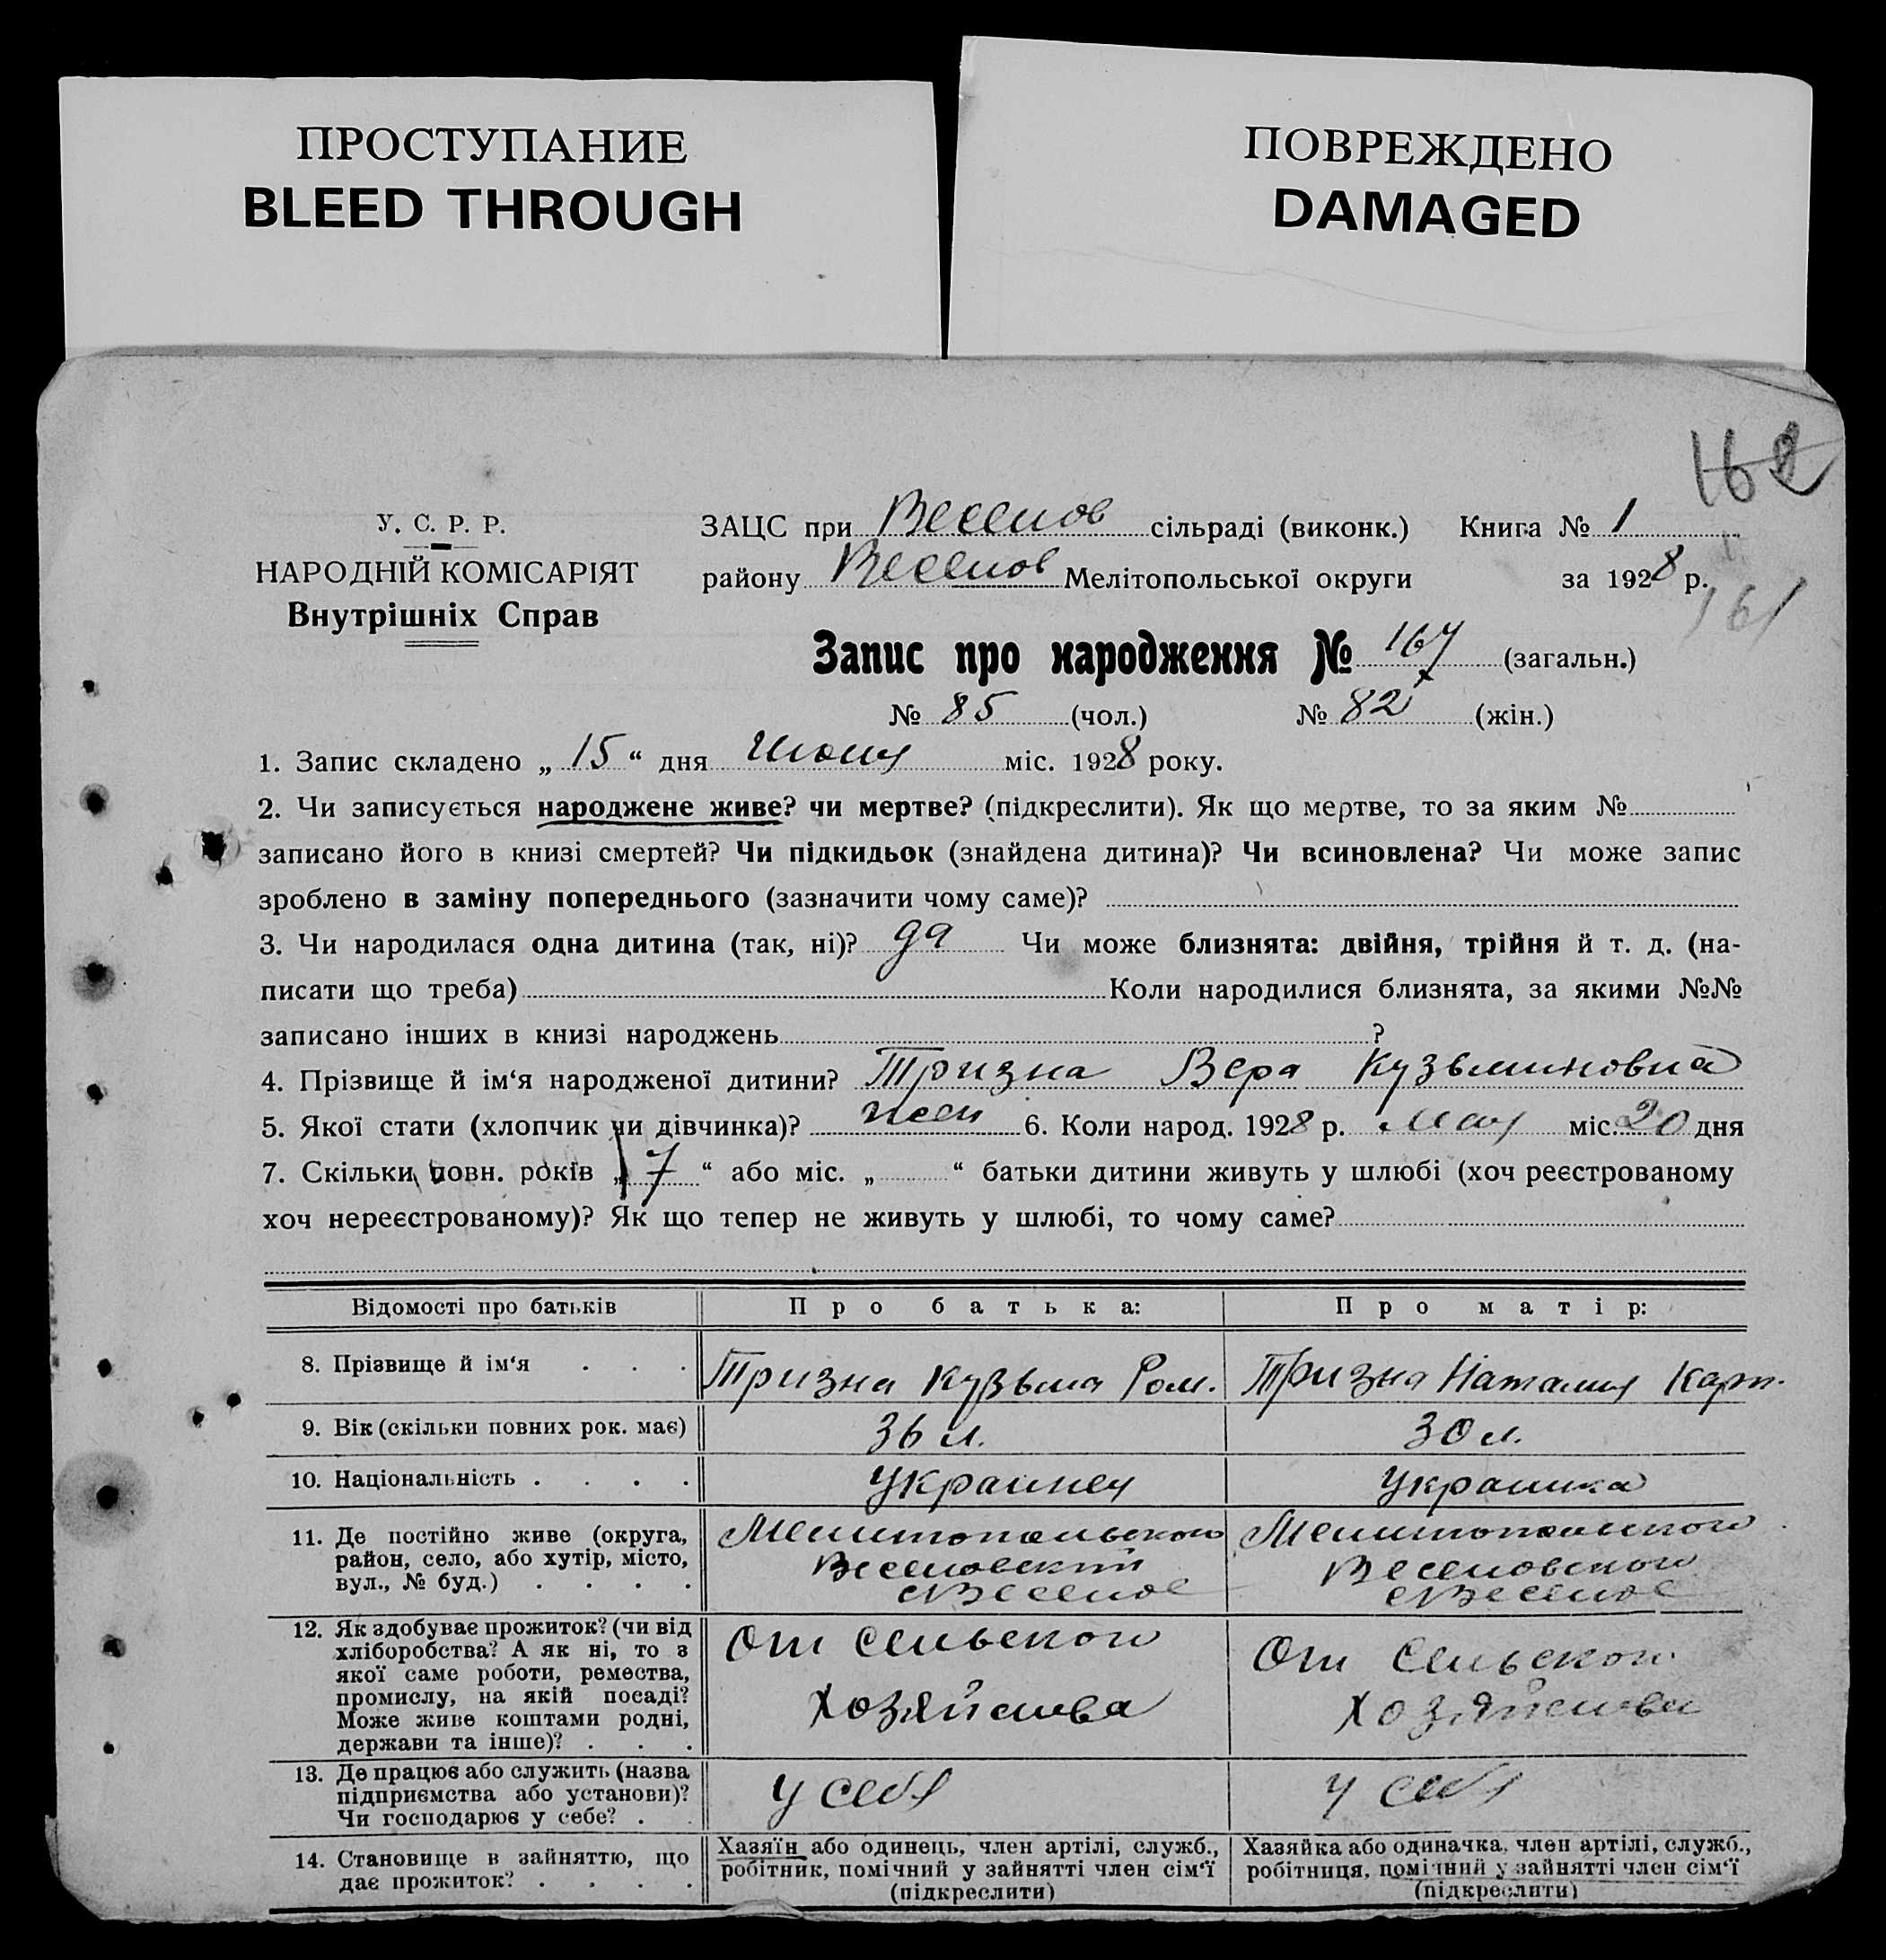 ПРОСТУПАНИЕ
BLEED THROUGH
ПОВРЕЖДЕНО
DAMAGED
162
У. С. Р. Р.
НАРОДНІЙ КОМІСАРІЯТ
Внутрішніх Справ
ЗАЦС при Веселов сільраді (виконк.) Книга № 1
району Веселов Мелітопольської округи за 1928 р.
161
Запис про народження № 167 (загальн.)
№ 85 (чол.) № 82 (жін.)
1. Запис складено „ 15 “ дня Июня міс. 1928 року.
2. Чи записується народжене живе? чи мертве? (підкреслити). Як що мертве, то за яким №
записано його в книзі смертей? Чи підкидьок (знайдена дитина)? Чи всиновлена? Чи може запис
зроблено в заміну попереднього (зазначити чому саме)?
3. Чи народилася одна дитина (так, ні)? да Чи може близнята: двійня, трійня й т. д. (на-
писати що треба) Коли народилися близнята, за якими №№
записано інших в книзі народжень ?
4. Прізвище й ім‘я народженої дитини? Тризна Вера Кузьминовна
5. Якої стати (хлопчик чи дівчинка)? жен 6. Коли народ. 1928 р. мая міс. 20 дня
7. Скільки повн. років „ 7 “ або міс. „ “ батьки дитини живуть у шлюбі (хоч реєстрованому
хоч нереєстрованому)? Як що тепер не живуть у шлюбі, то чому саме?
Відомості про батьків Про батька: Про матір:
8. Прізвище й ім‘я . . . Тризна Кузьма Ром. Тризна Наталия Карп.
9. Вік (скільки повних рок. має) 36 л. 30 л.
10. Національність . . . . Украинец Украинка
11. Де постійно живе (округа,
район, село, або хутір, місто,
вул., № буд.) . . . .
Мелитопольского
Веселовский
с Веселое
Мелитопольского
Веселовского
с Веселое
12. Як здобуває прожиток? (чи від
хліборобства? А як ні, то з
якої саме роботи, ремества,
промислу, на якій посаді?
Може живе коштами родні,
держави та інше)? . . .
От сельского
хозяйства
От сельского
хозяйства
13. Де працює або служить (назва
підприємства або установи)?
Чи господарює у себе? . .
у себя
у себя
14. Становище в зайняттю, що
дає прожиток? . . . .
Хазяїн або одинець, член артілі, служб.,
робітник, помічний у зайнятті член сім‘ї
(підкреслити)
Хазяйка або одиначка, член артілі, служб.,
робітниця, помічний у зайнятті член сім‘ї
(підкреслити)